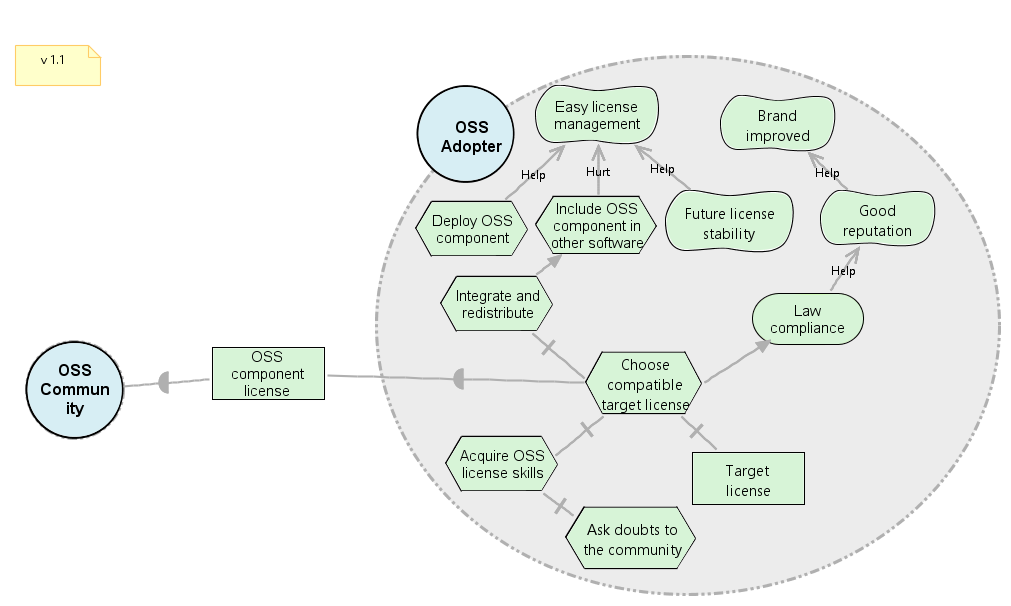 v 1.1
OSS
Adopter
Easy license
management
Brand
improved
Help
Hurt
Help
Help
Deploy OSS
component
Include OSS
component in
other software
Future license
stability
Good
reputation
Help
Integrate and
redistribute
Law
compliance
OSS
Commun
ity
OSS
component
license
Choose
compatible
target license
Acquire OSS
license skills
Target
license
Ask doubts to
the community